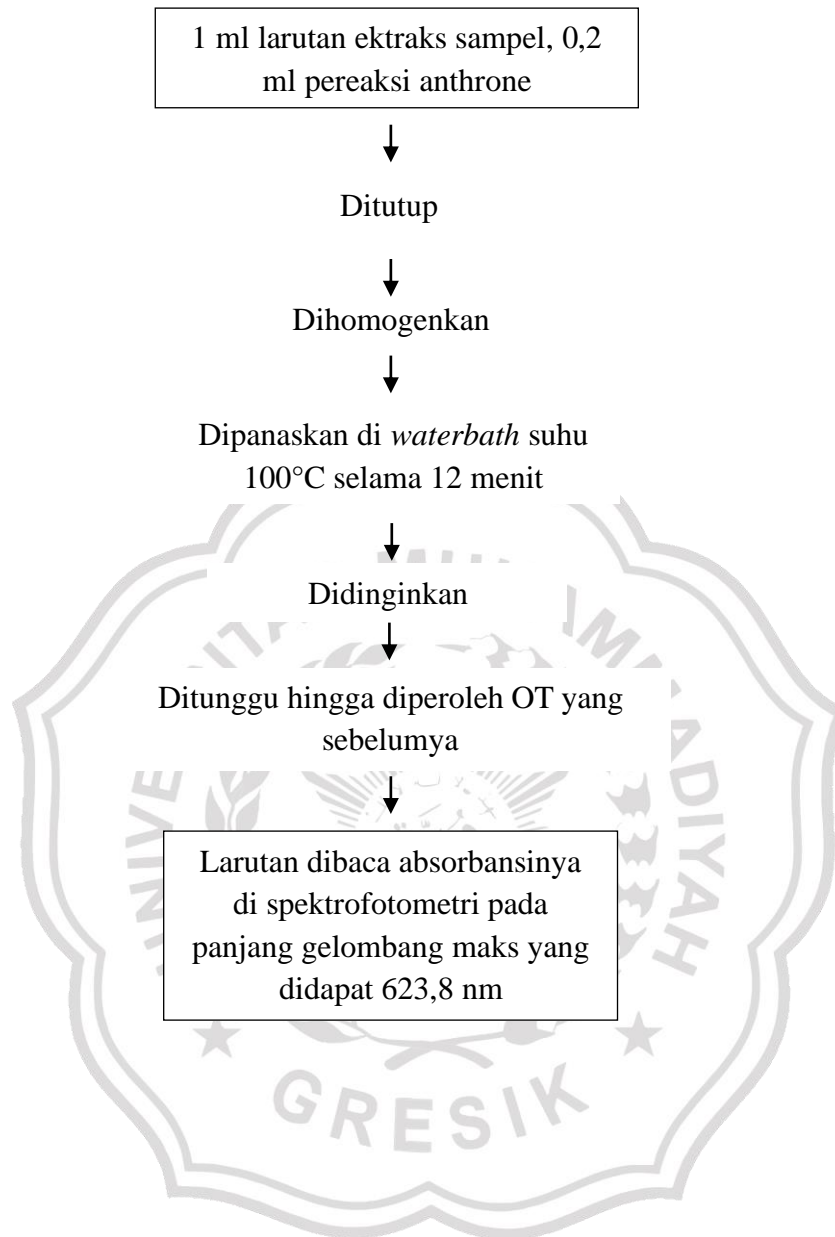 1 ml larutan ektraks sampel, 0,2
ml pereaksi anthrone
Ditutup
Dihomogenkan
Dipanaskan di waterbath suhu
100°C selama 12 menit
Didinginkan
Ditunggu hingga diperoleh OT yang
sebelumya
Larutan dibaca absorbansinya
di spektrofotometri pada
panjang gelombang maks yang
didapat 623,8 nm
GRESIK